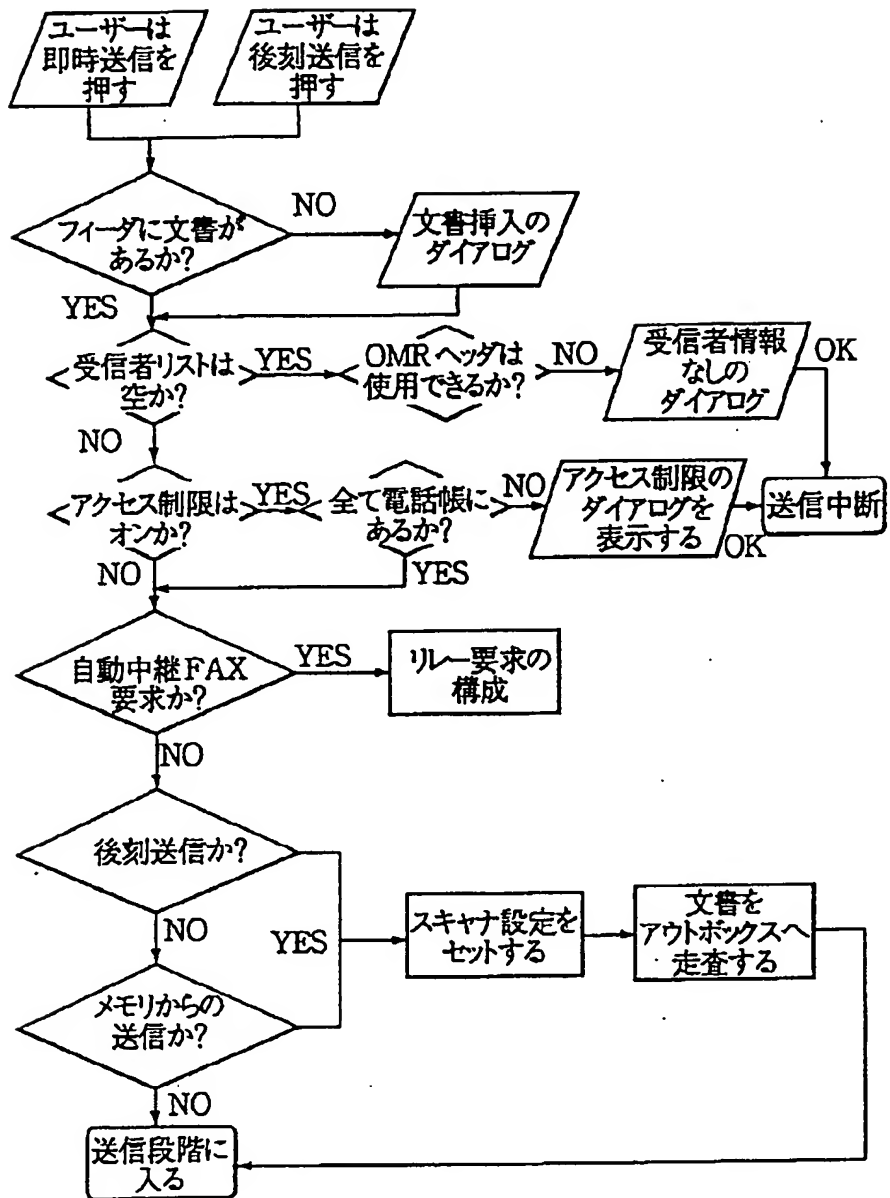 ユーザーは
即時送信を
押す
ユーザーは
後刻送信を
押す
フィーダに文書が
あるか?
NO
文書挿入の
ダイアログ
YES
受信者リストは
空か?
YES
OMRヘッダは
使用できるか?
NO
受信者情報
なしの
ダイアログ
OK
NO
アクセス制限は
オンか?
YES
全て電話帳に
あるか?
NO
アクセス制限の
ダイアログを
表示する
OK
送信中断
NO
YES
自動中継FAX
要求か?
YES
リレー要求の
構成
NO
後刻送信か?
NO
YES
スキャナ設定を
セットする
文書を
アウトボックスへ
走査する
メモリからの
送信か?
NO
送信段階に
入る